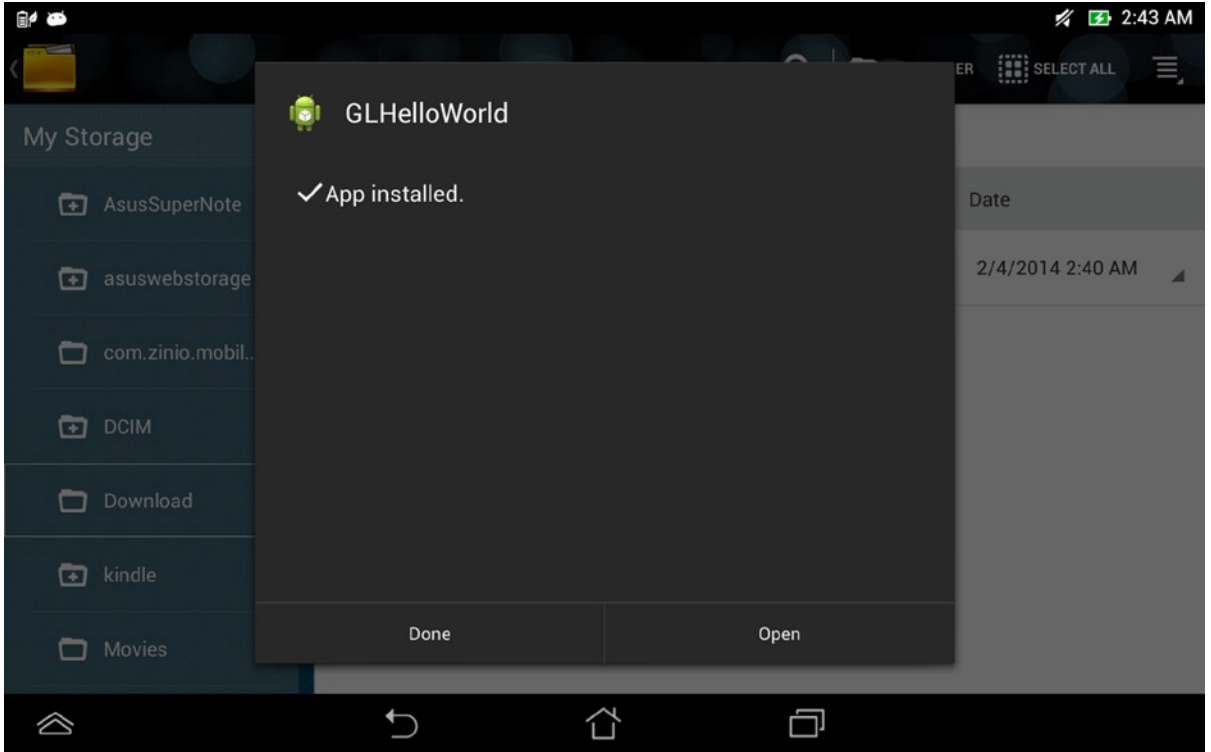 2:43 AM
ER
SELECT ALL
My Storage
GLHelloWorld
App installed.
AsusSuperNote
Date
asuswebstorage
2/4/2014 2:40 AM
com.zinio.mobil..
DCIM
Download
kindle
Done
Open
Movies